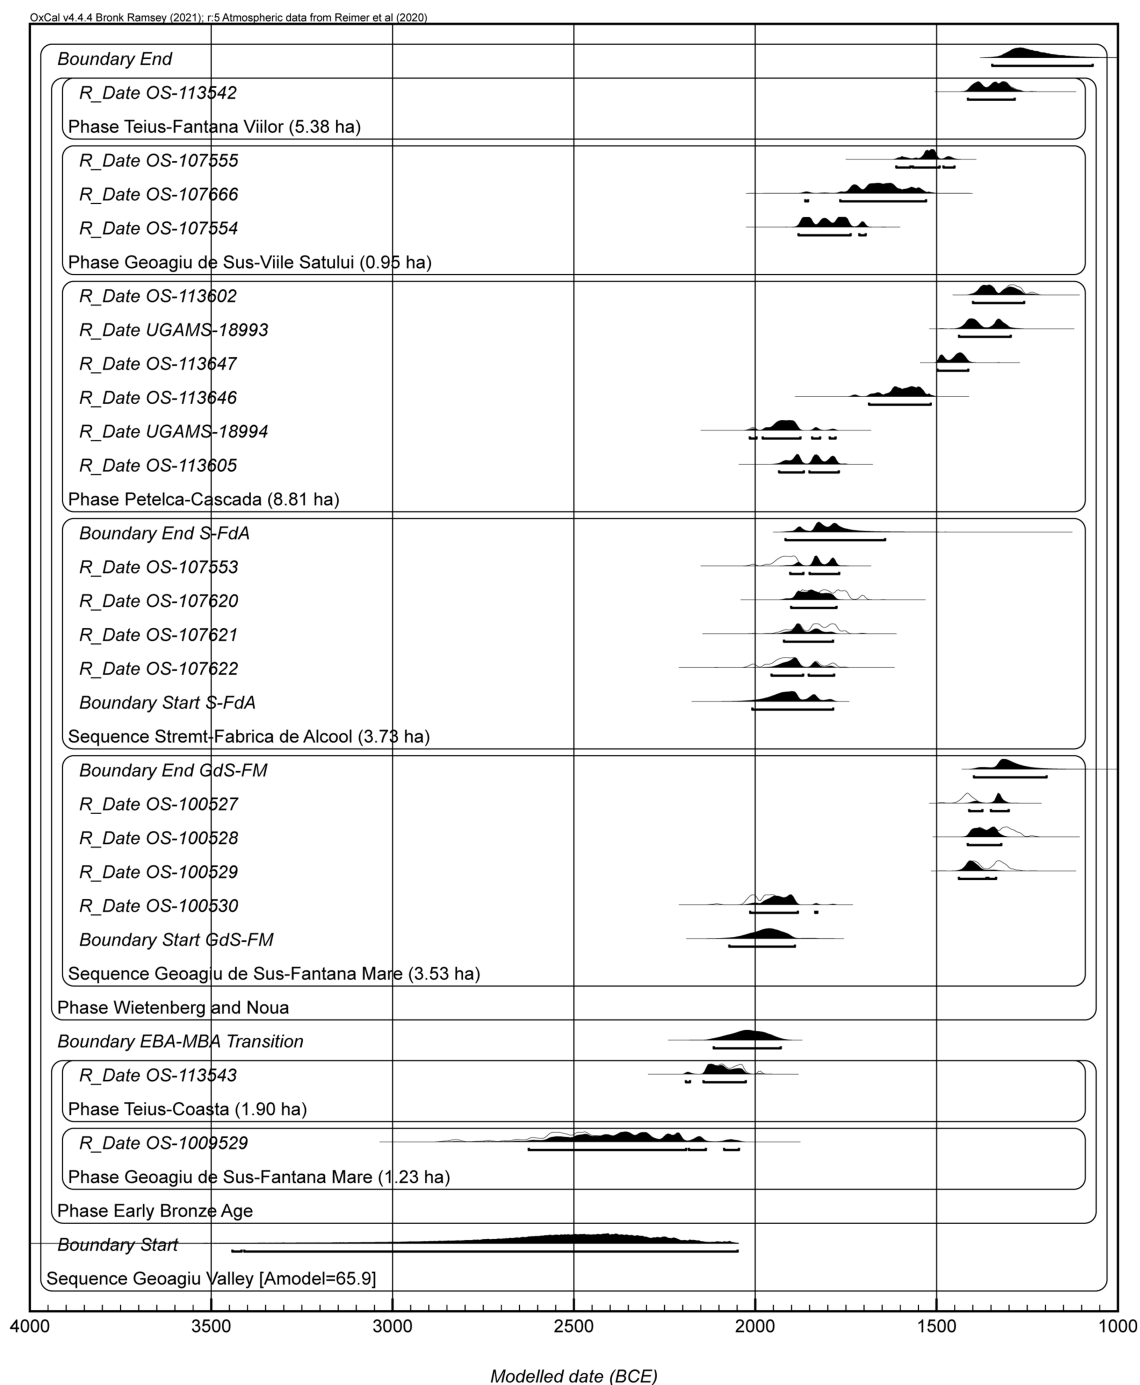 OxCal v4.4.4 Bronk Ramsey (2021); r:5 Atmospheric data from Reimer et al (2020)
Boundary End
R_Date OS-113542
Phase Teius-Fantana Viilor (5.38 ha)
R_Date OS-107555
R_Date OS-107666
R_Date OS-107554
Phase Geoagiu de Sus-Viile Satului (0.95 ha)
R_Date OS-113602
R_Date UGAMS-18993
R_Date OS-113647
R_Date OS-113646
R_Date UGAMS-18994
R_Date OS-113605
Phase Petelca-Cascada (8.81 ha)
Boundary End S-FdA
R_Date OS-107553
R_Date OS-107620
R_Date OS-107621
R_Date OS-107622
Boundary Start S-FdA
Sequence Stremt-Fabrica de Alcool (3.73 ha)
Boundary End GdS-FM
R_Date OS-100527
R_Date OS-100528
R_Date OS-100529
R_Date OS-100530
Boundary Start GdS-FM
Sequence Geoagiu de Sus-Fantana Mare (3.53 ha)
Phase Wietenberg and Noua
Boundary EBA-MBA Transition
R_Date OS-113543
Phase Teius-Coasta (1.90 ha)
R_Date OS-1009529
Phase Geoagiu de Sus-Fantana Mare (1.23 ha)
Phase Early Bronze Age
Boundary Start
Sequence Geoagiu Valley [Amodel=65.9]
4000 3500 3000 2500 2000 1500 1000
Modelled date (BCE)